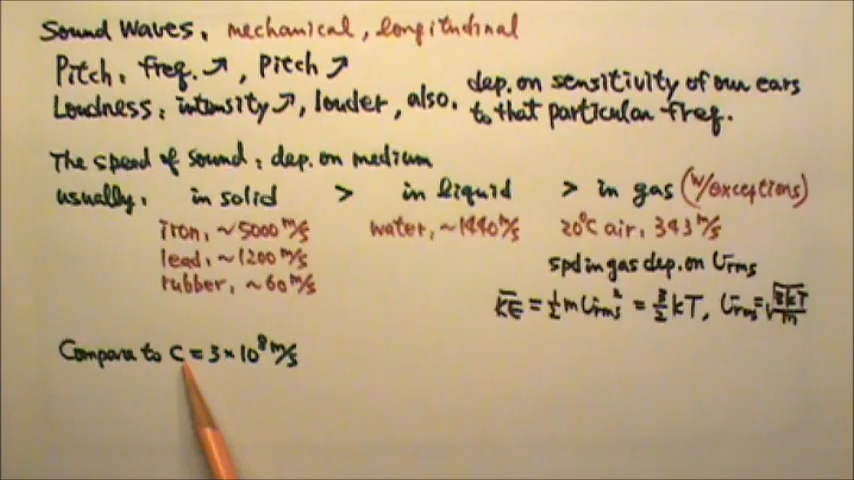 Sound Waves: mechanical, longitudinal
Pitch: freq.↗, Pitch↗
Loudness: intensity↗, louder, also. dep. on sensitivity of our ears
to that particular freq.
The speed of sound: dep. on medium
usually: in solid > in liquid > in gas (w/exceptions)
iron, ~5000 m/s water, ~1440 m/s 20°C air, 343 m/s
lead, ~1200 m/s spd in gas dep. on Urms
rubber, ~60 m/s
K̅E̅ = ½ m Urms² = 3/2 kT, Urms = √(3kT/m)
Compare to C = 3 × 10⁸ m/s